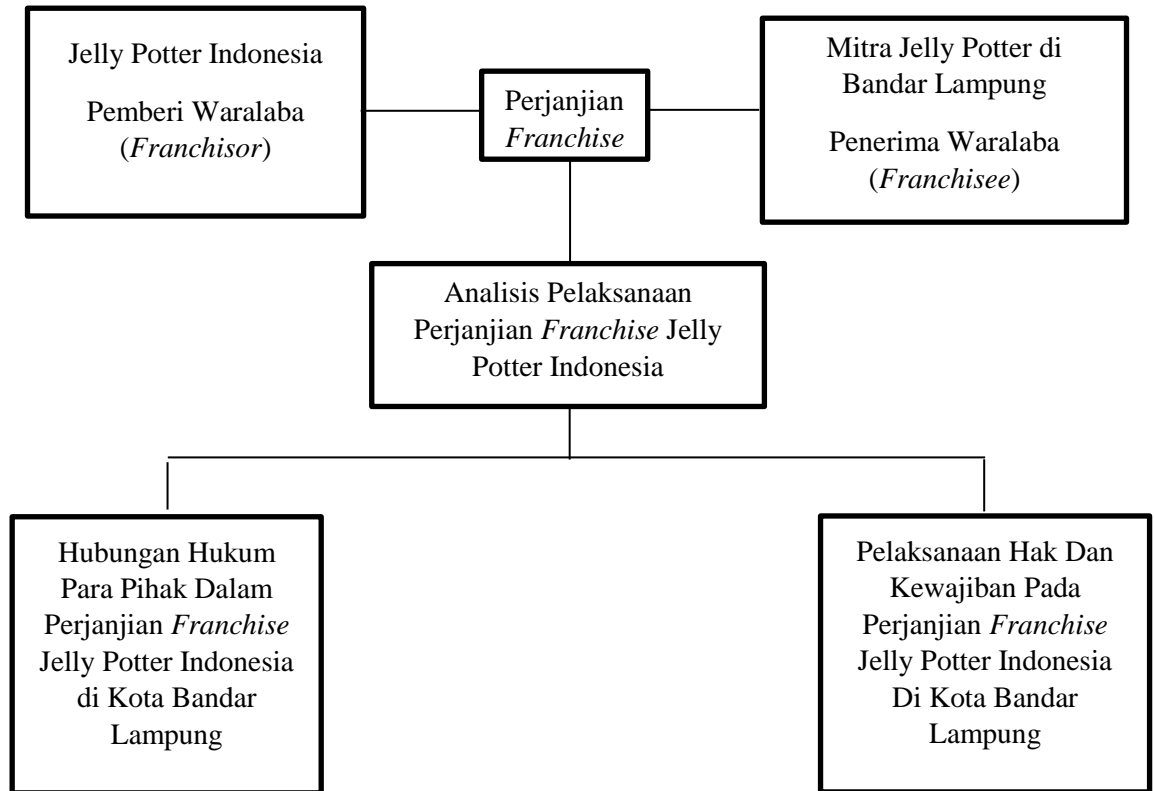 Jelly Potter Indonesia
Pemberi Waralaba
(Franchisor)
Perjanjian
Franchise
Mitra Jelly Potter di
Bandar Lampung
Penerima Waralaba
(Franchisee)
Analisis Pelaksanaan
Perjanjian Franchise Jelly
Potter Indonesia
Hubungan Hukum
Para Pihak Dalam
Perjanjian Franchise
Jelly Potter Indonesia
di Kota Bandar
Lampung
Pelaksanaan Hak Dan
Kewajiban Pada
Perjanjian Franchise
Jelly Potter Indonesia
Di Kota Bandar
Lampung